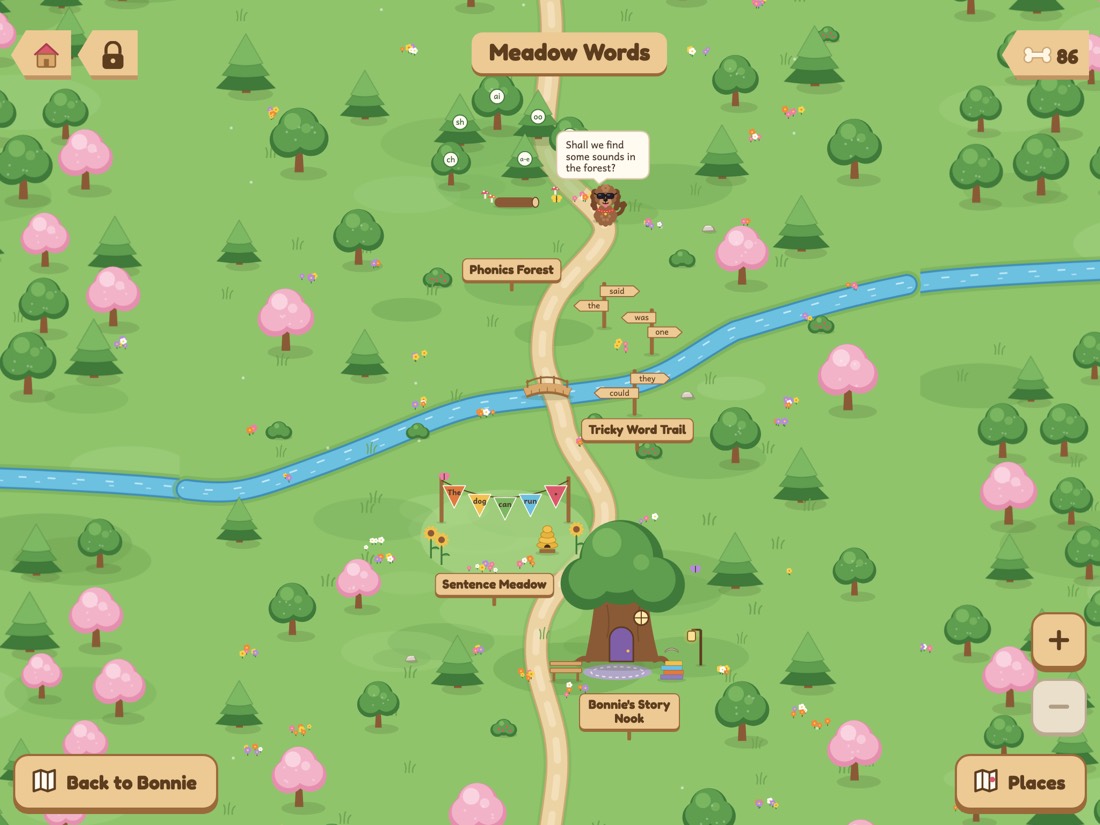 Meadow Words
86
ai
sh
oo
ch
a-e
Shall we find
some sounds in
the forest?
Phonics Forest
said
the
was
one
they
could
Tricky Word Trail
The
dog
can
run
.
Sentence Meadow
Bonnie's Story
Nook
Back to Bonnie
Places
+
−